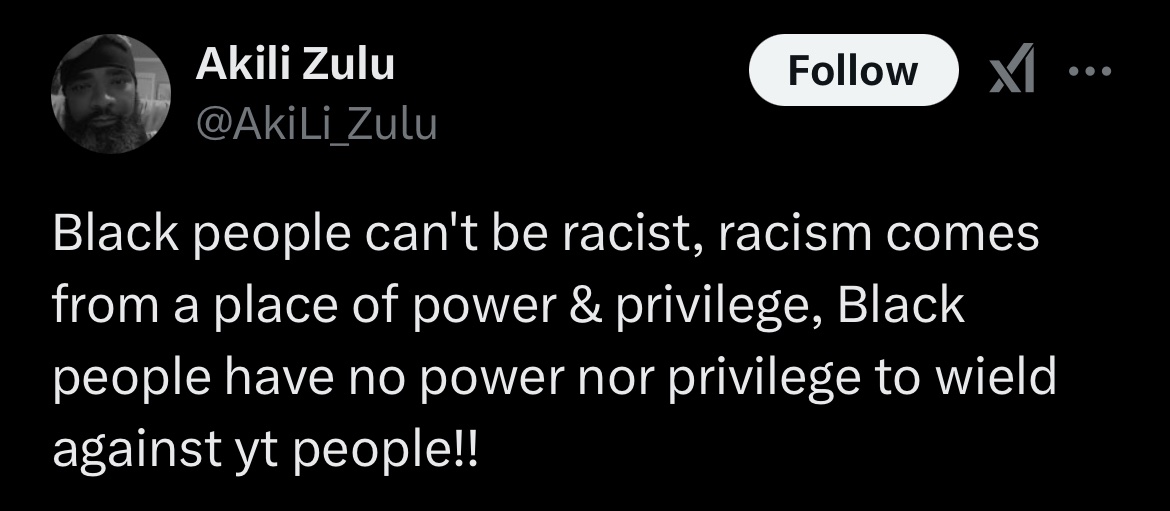 Akili Zulu
Follow
@AkiLi_Zulu
Black people can't be racist, racism comes
from a place of power & privilege, Black
people have no power nor privilege to wield
against yt people!!